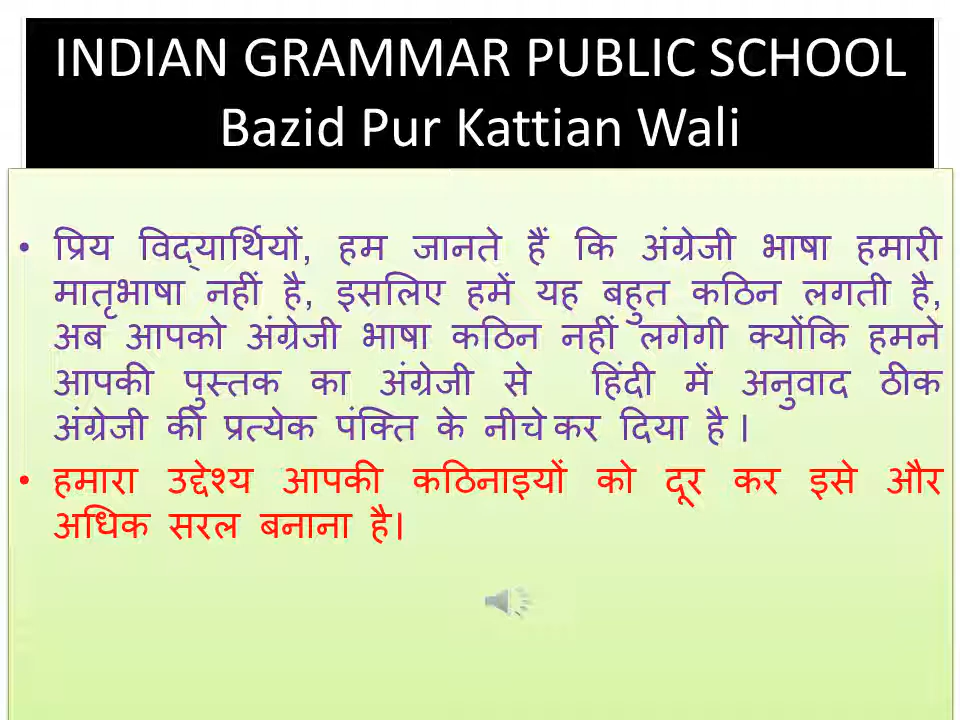 INDIAN GRAMMAR PUBLIC SCHOOL
Bazid Pur Kattian Wali
• प्रिय विद्यार्थियों, हम जानते हैं कि अंग्रेजी भाषा हमारी
मातृभाषा नहीं है, इसलिए हमें यह बहुत कठिन लगती है,
अब आपको अंग्रेजी भाषा कठिन नहीं लगेगी क्योंकि हमने
आपकी पुस्तक का अंग्रेजी से हिंदी में अनुवाद ठीक
अंग्रेजी की प्रत्येक पंक्ति के नीचे कर दिया है ।
• हमारा उद्देश्य आपकी कठिनाइयों को दूर कर इसे और
अधिक सरल बनाना है।